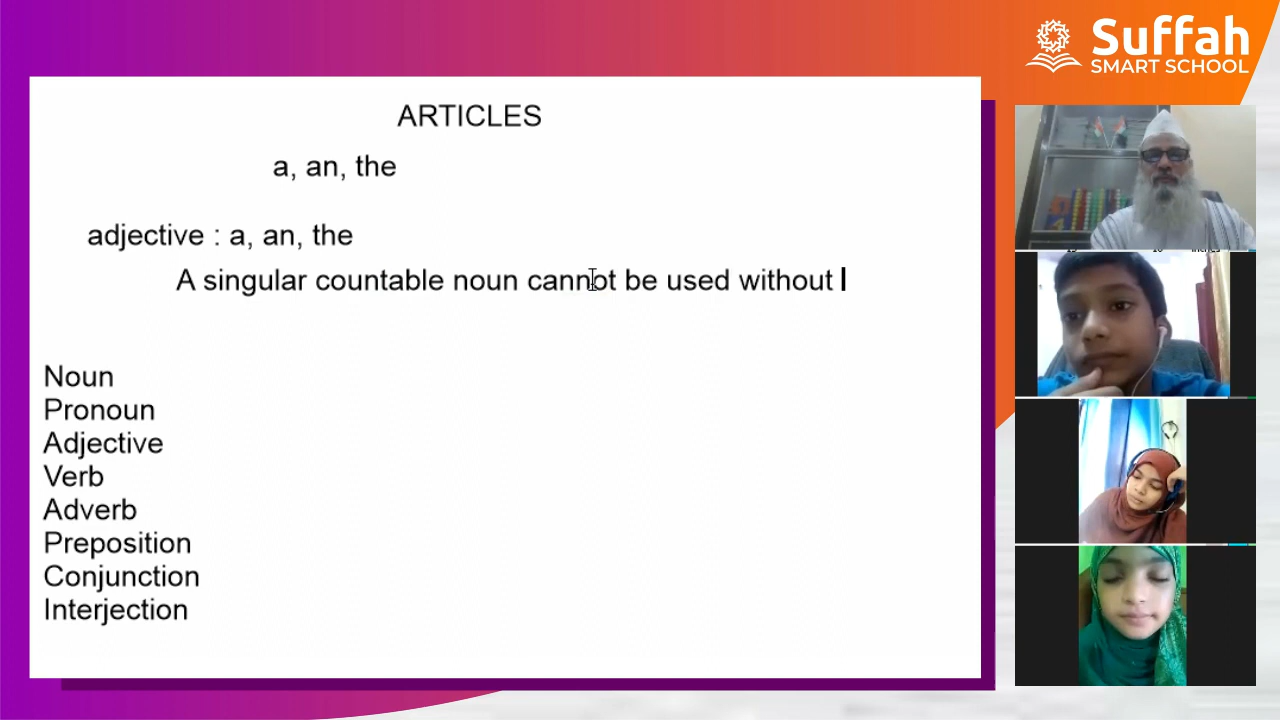 Suffah
SMART SCHOOL
ARTICLES
a, an, the
adjective : a, an, the
A singular countable noun cannot be used without
Noun
Pronoun
Adjective
Verb
Adverb
Preposition
Conjunction
Interjection